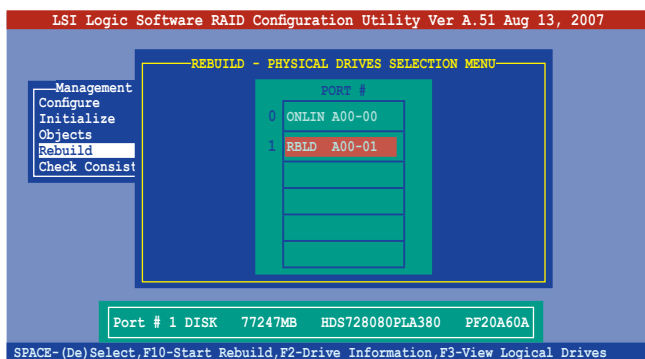 LSI Logic Software RAID Configuration Utility Ver A.51 Aug 13, 2007
REBUILD - PHYSICAL DRIVES SELECTION MENU
Management
Configure
Initialize
Objects
Rebuild
Check Consist
PORT #
0 ONLIN A00-00
1 RBLD A00-01
Port # 1 DISK 77247MB HDS728080PLA380 PF20A60A
SPACE-(De)Select,F10-Start Rebuild,F2-Drive Information,F3-View Logical Drives